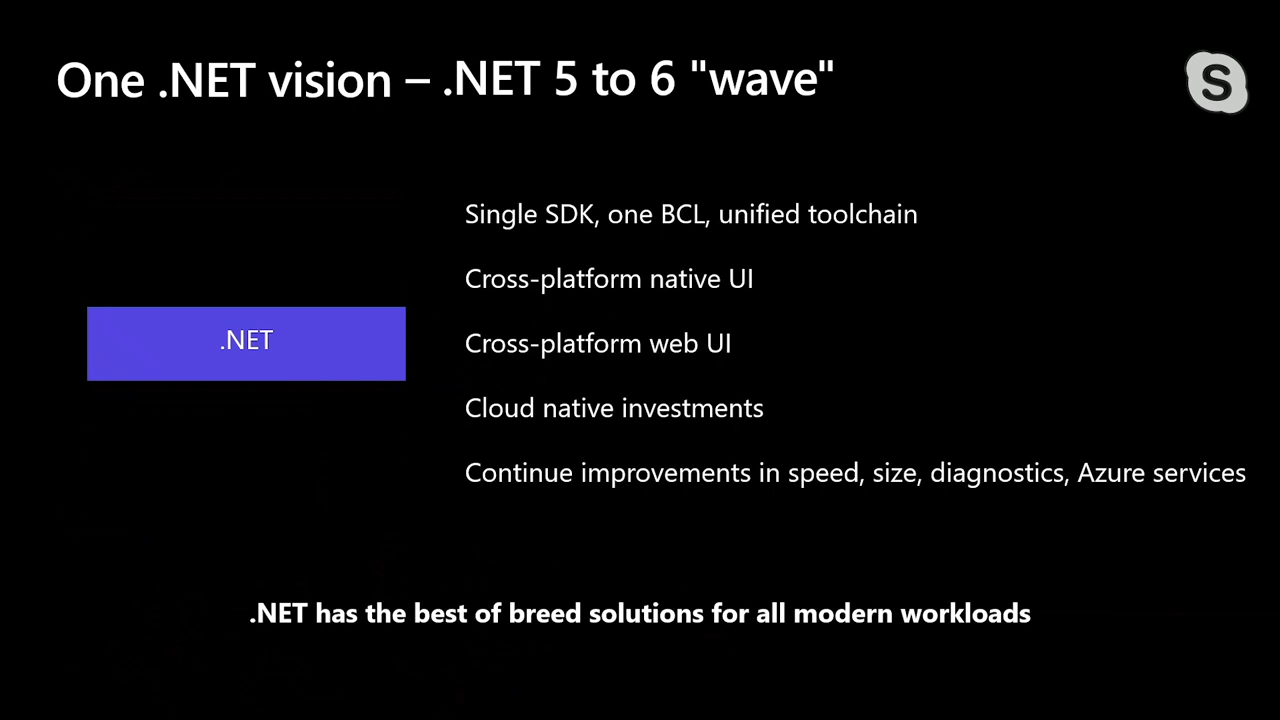 One .NET vision – .NET 5 to 6 "wave"
S
Single SDK, one BCL, unified toolchain
Cross-platform native UI
.NET
Cross-platform web UI
Cloud native investments
Continue improvements in speed, size, diagnostics, Azure services
.NET has the best of breed solutions for all modern workloads